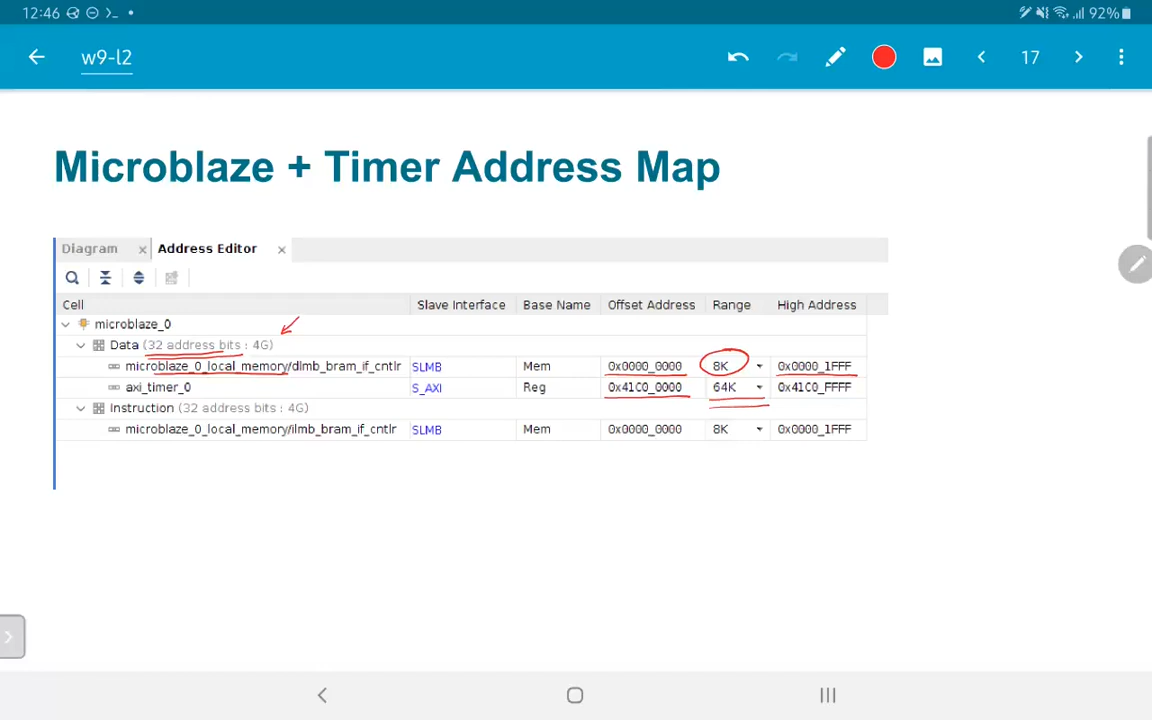 12:46 92%
w9-l2 17
Microblaze + Timer Address Map
Diagram Address Editor
Cell Slave Interface Base Name Offset Address Range High Address
microblaze_0
Data (32 address bits : 4G)
microblaze_0_local_memory/dlmb_bram_if_cntlr SLMB Mem 0x0000_0000 8K 0x0000_1FFF
axi_timer_0 S_AXI Reg 0x41C0_0000 64K 0x41C0_FFFF
Instruction (32 address bits : 4G)
microblaze_0_local_memory/ilmb_bram_if_cntlr SLMB Mem 0x0000_0000 8K 0x0000_1FFF